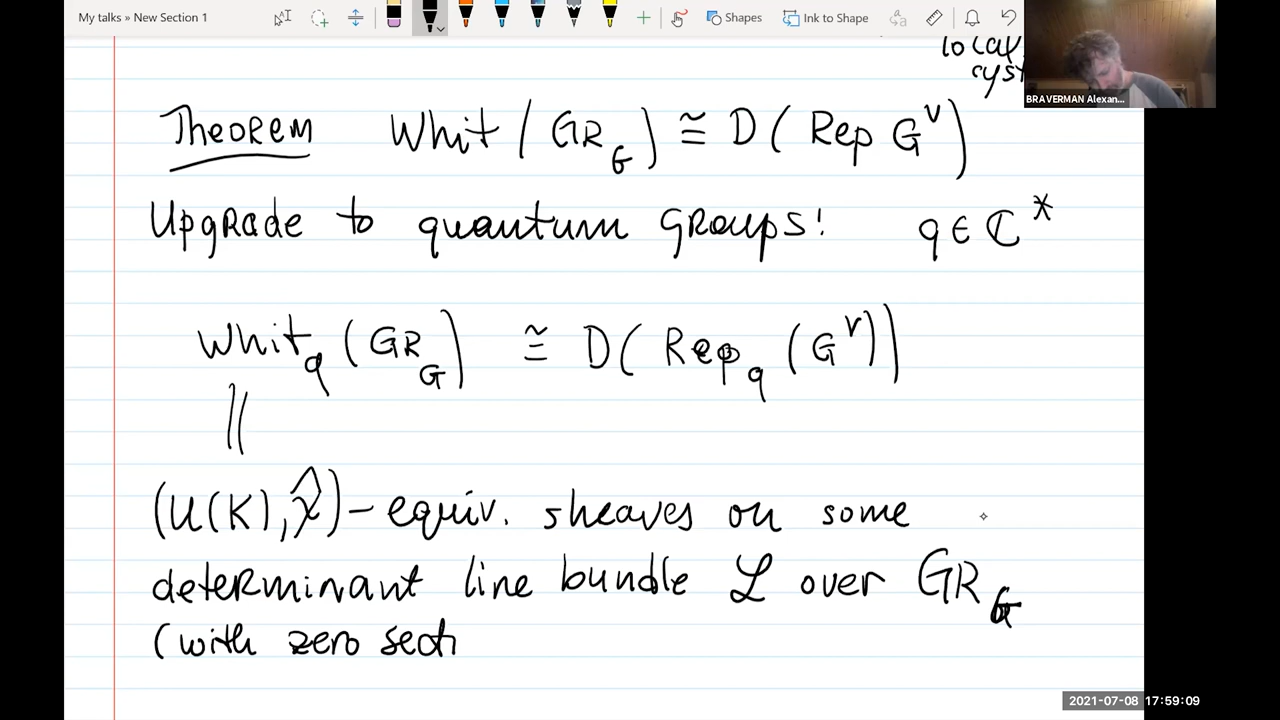 My talks » New Section 1
Shapes
Ink to Shape
local
syst
BRAVERMAN Alexan...
Theorem Whit (GR_G) ≅ D(Rep G^∨)
Upgrade to quantum groups! q ∈ ℂ^*
Whit_q (GR_G) ≅ D(Rep_q (G^∨))
||
(U(K), χ̂) - equiv. sheaves on some
determinant line bundle ℒ over GR_G
(with zero secti
2021-07-08 17:59:09